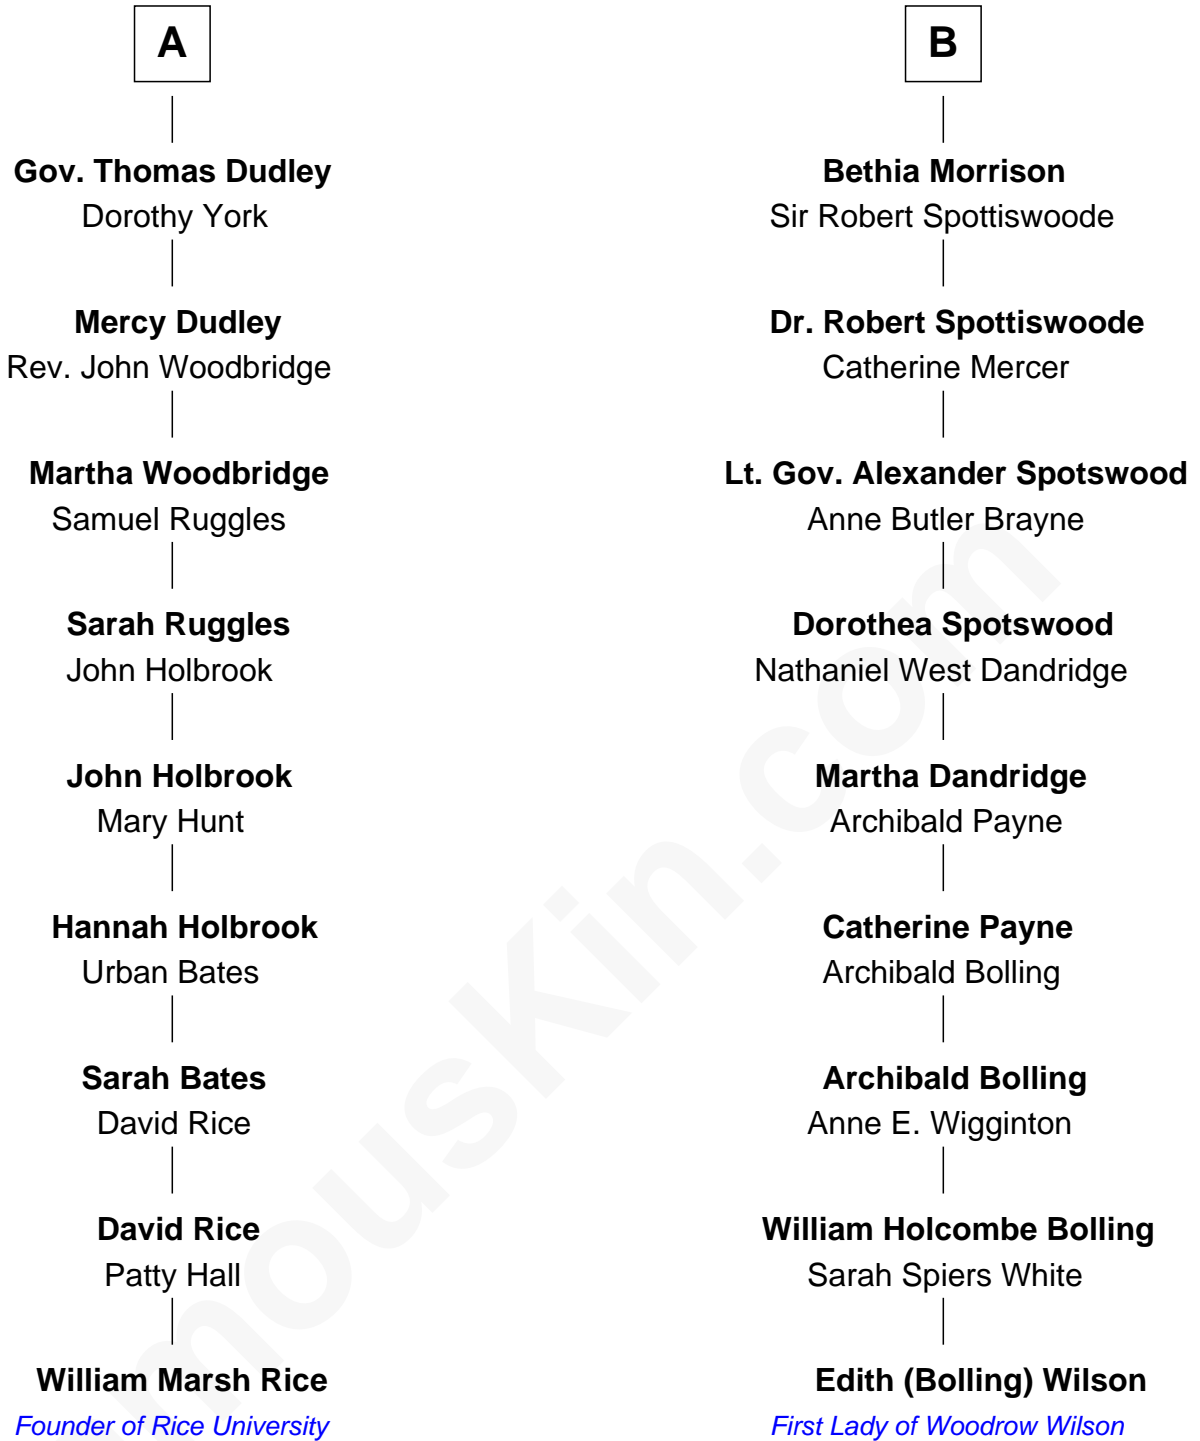 A
Gov. Thomas Dudley
Dorothy York
Mercy Dudley
Rev. John Woodbridge
Martha Woodbridge
Samuel Ruggles
Sarah Ruggles
John Holbrook
John Holbrook
Mary Hunt
Hannah Holbrook
Urban Bates
Sarah Bates
David Rice
David Rice
Patty Hall
William Marsh Rice
Founder of Rice University
B
Bethia Morrison
Sir Robert Spottiswoode
Dr. Robert Spottiswoode
Catherine Mercer
Lt. Gov. Alexander Spotswood
Anne Butler Brayne
Dorothea Spotswood
Nathaniel West Dandridge
Martha Dandridge
Archibald Payne
Catherine Payne
Archibald Bolling
Archibald Bolling
Anne E. Wigginton
William Holcombe Bolling
Sarah Spiers White
Edith (Bolling) Wilson
First Lady of Woodrow Wilson
mouskin.com